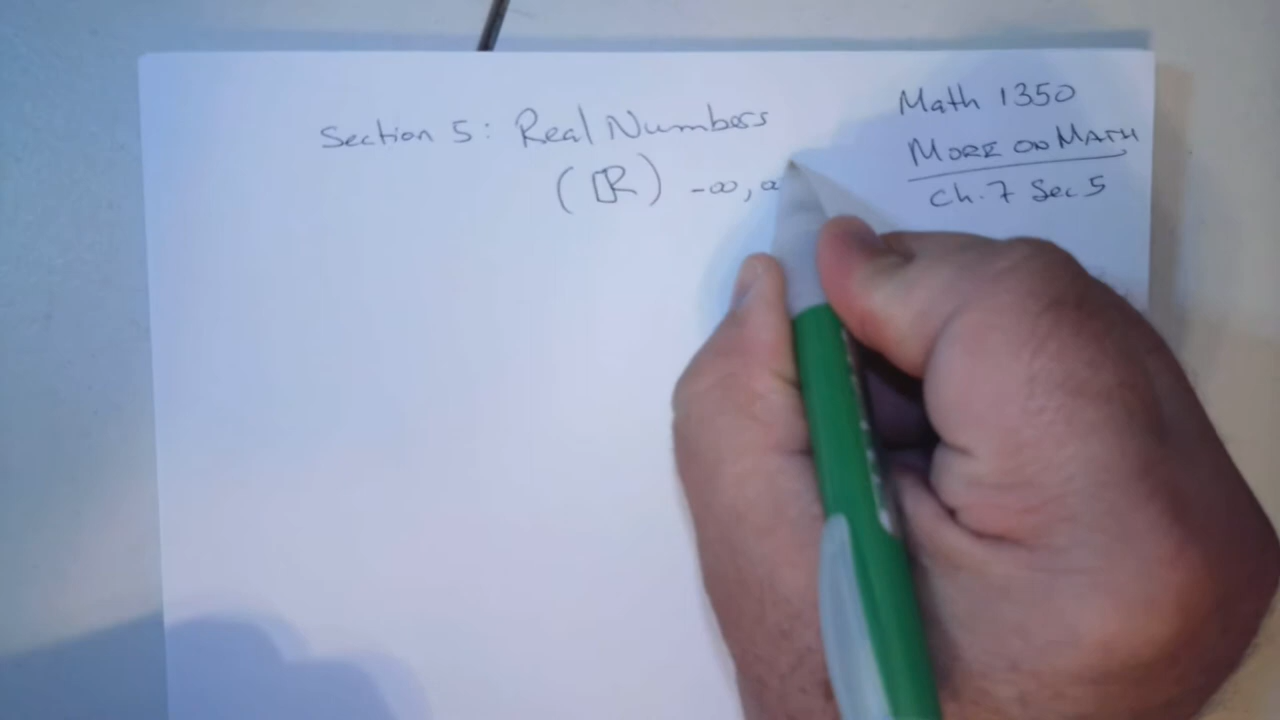 Section 5: Real Numbers
(ℝ) -∞, ∞
Math 1350
MORE ON MATH
Ch. 7 Sec 5